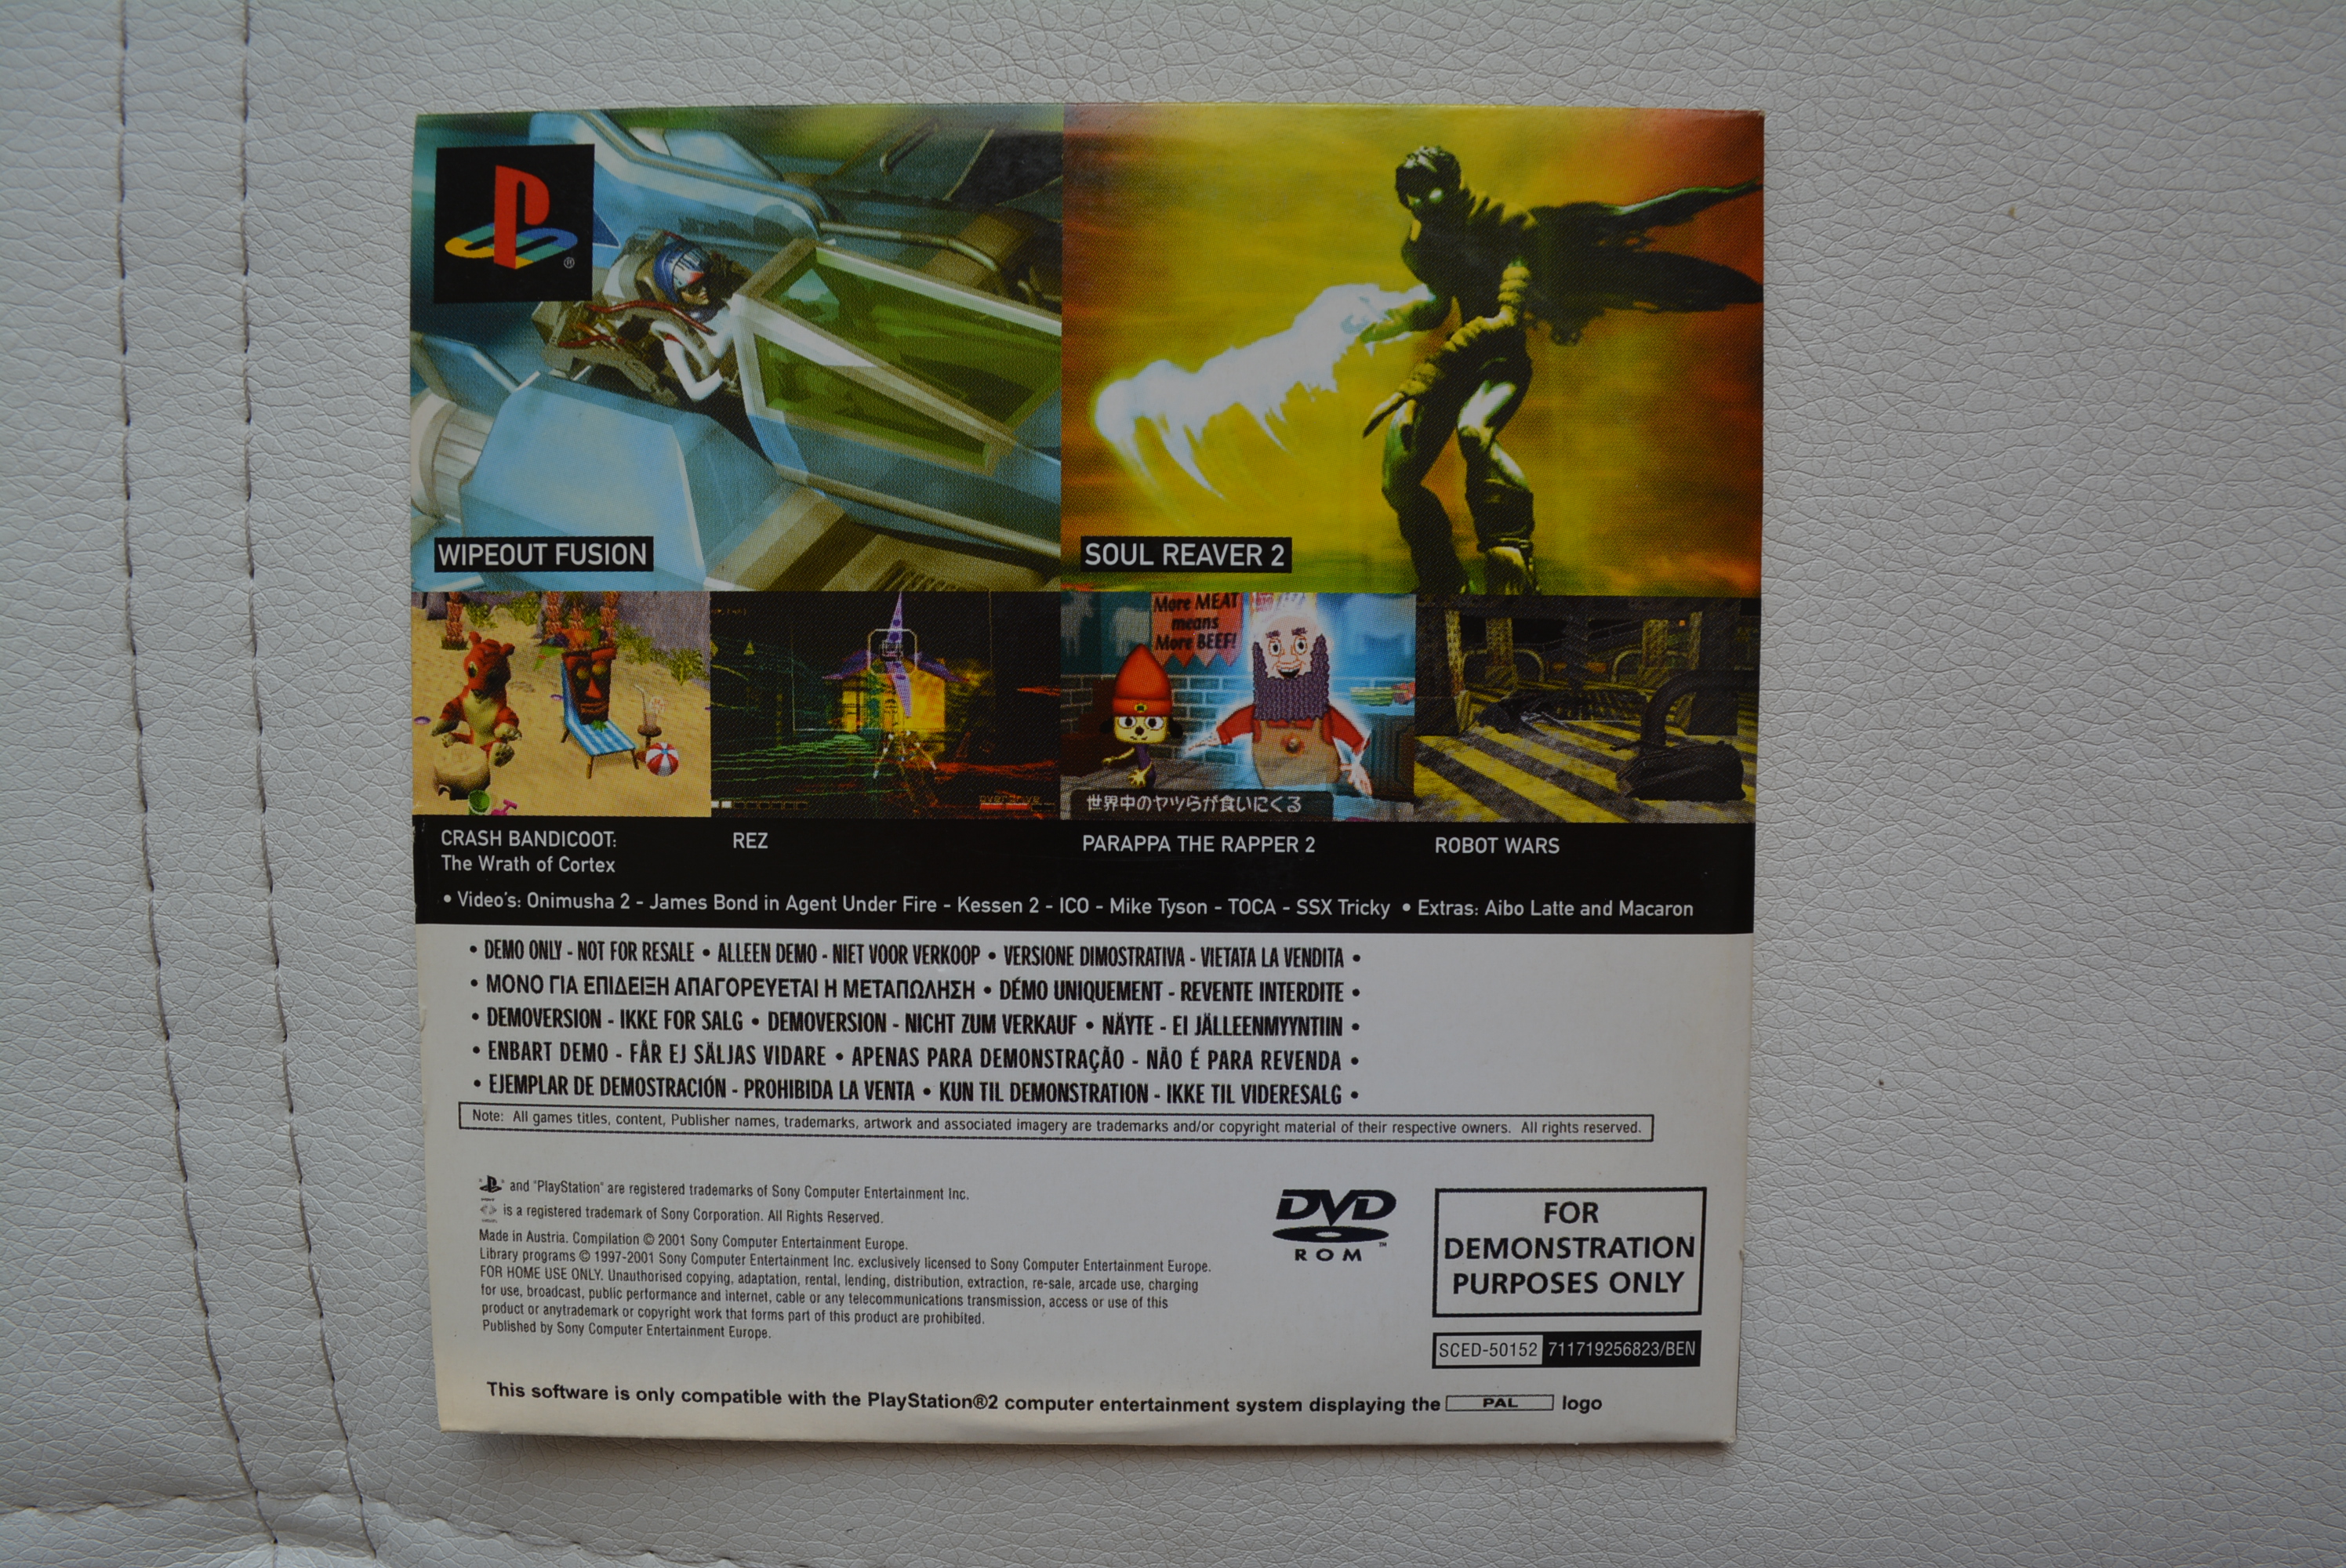 ®
WIPEOUT FUSION
SOUL REAVER 2
More MEAT
means
More BEEF!
世界中のヤツらが食いにくる
CRASH BANDICOOT:
The Wrath of Cortex
REZ
PARAPPA THE RAPPER 2
ROBOT WARS
• Video's: Onimusha 2 - James Bond in Agent Under Fire - Kessen 2 - ICO - Mike Tyson - TOCA - SSX Tricky • Extras: Aibo Latte and Macaron
• DEMO ONLY - NOT FOR RESALE • ALLEEN DEMO - NIET VOOR VERKOOP • VERSIONE DIMOSTRATIVA - VIETATA LA VENDITA •
• ΜΟΝΟ ΓΙΑ ΕΠΙΔΕΙΞΗ ΑΠΑΓΟΡΕΥΕΤΑΙ Η ΜΕΤΑΠΩΛΗΣΗ • DÉMO UNIQUEMENT - REVENTE INTERDITE •
• DEMOVERSION - IKKE FOR SALG • DEMOVERSION - NICHT ZUM VERKAUF • NÄYTE - EI JÄLLEENMYYNTIIN •
• ENBART DEMO - FÅR EJ SÄLJAS VIDARE • APENAS PARA DEMONSTRAÇÃO - NÃO É PARA REVENDA •
• EJEMPLAR DE DEMOSTRACIÓN - PROHIBIDA LA VENTA • KUN TIL DEMONSTRATION - IKKE TIL VIDERESALG •
Note: All games titles, content, Publisher names, trademarks, artwork and associated imagery are trademarks and/or copyright material of their respective owners. All rights reserved.
and "PlayStation" are registered trademarks of Sony Computer Entertainment Inc.
is a registered trademark of Sony Corporation. All Rights Reserved.
Made in Austria. Compilation © 2001 Sony Computer Entertainment Europe.
Library programs © 1997-2001 Sony Computer Entertainment Inc. exclusively licensed to Sony Computer Entertainment Europe.
FOR HOME USE ONLY. Unauthorised copying, adaptation, rental, lending, distribution, extraction, re-sale, arcade use, charging
for use, broadcast, public performance and internet, cable or any telecommunications transmission, access or use of this
product or anytrademark or copyright work that forms part of this product are prohibited.
Published by Sony Computer Entertainment Europe.
DVD
ROM ™
FOR
DEMONSTRATION
PURPOSES ONLY
SCED-50152 711719256823/BEN
This software is only compatible with the PlayStation®2 computer entertainment system displaying the PAL logo